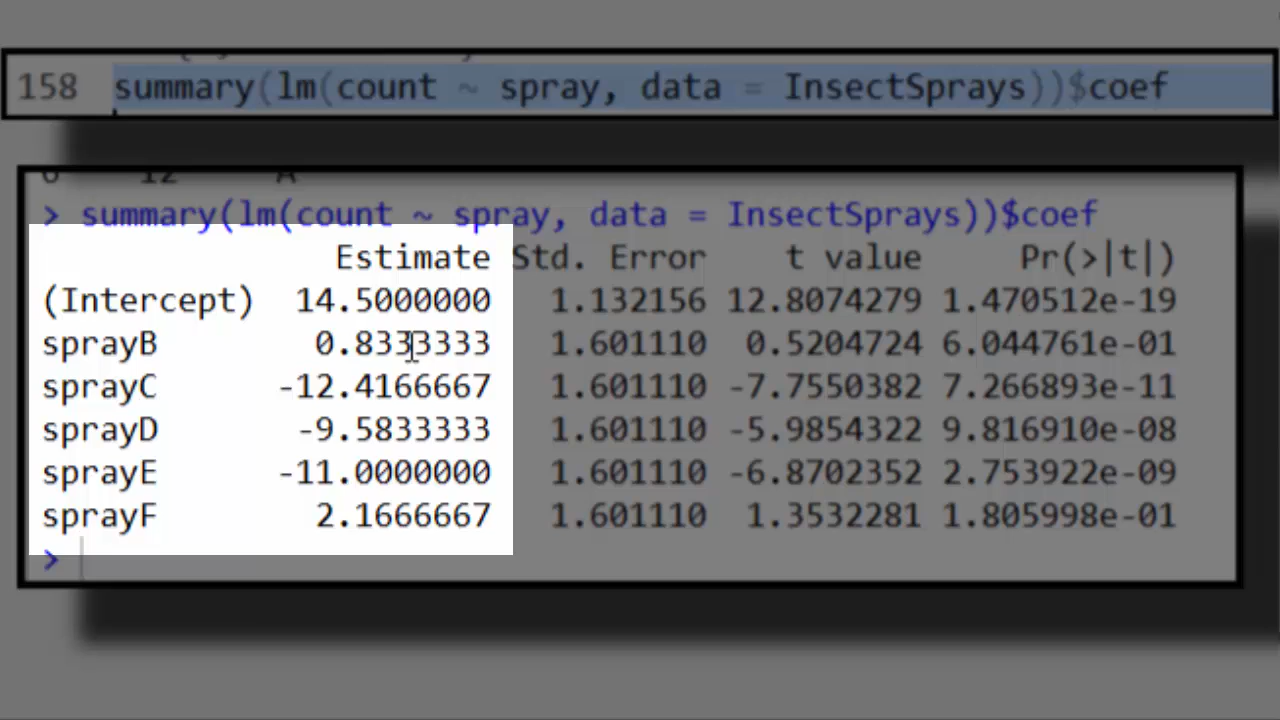 158 summary(lm(count ~ spray, data = InsectSprays))$coef
6 12 A
> summary(lm(count ~ spray, data = InsectSprays))$coef
Estimate Std. Error t value Pr(>|t|)
(Intercept) 14.5000000 1.132156 12.8074279 1.470512e-19
sprayB 0.8333333 1.601110 0.5204724 6.044761e-01
sprayC -12.4166667 1.601110 -7.7550382 7.266893e-11
sprayD -9.5833333 1.601110 -5.9854322 9.816910e-08
sprayE -11.0000000 1.601110 -6.8702352 2.753922e-09
sprayF 2.1666667 1.601110 1.3532281 1.805998e-01
>